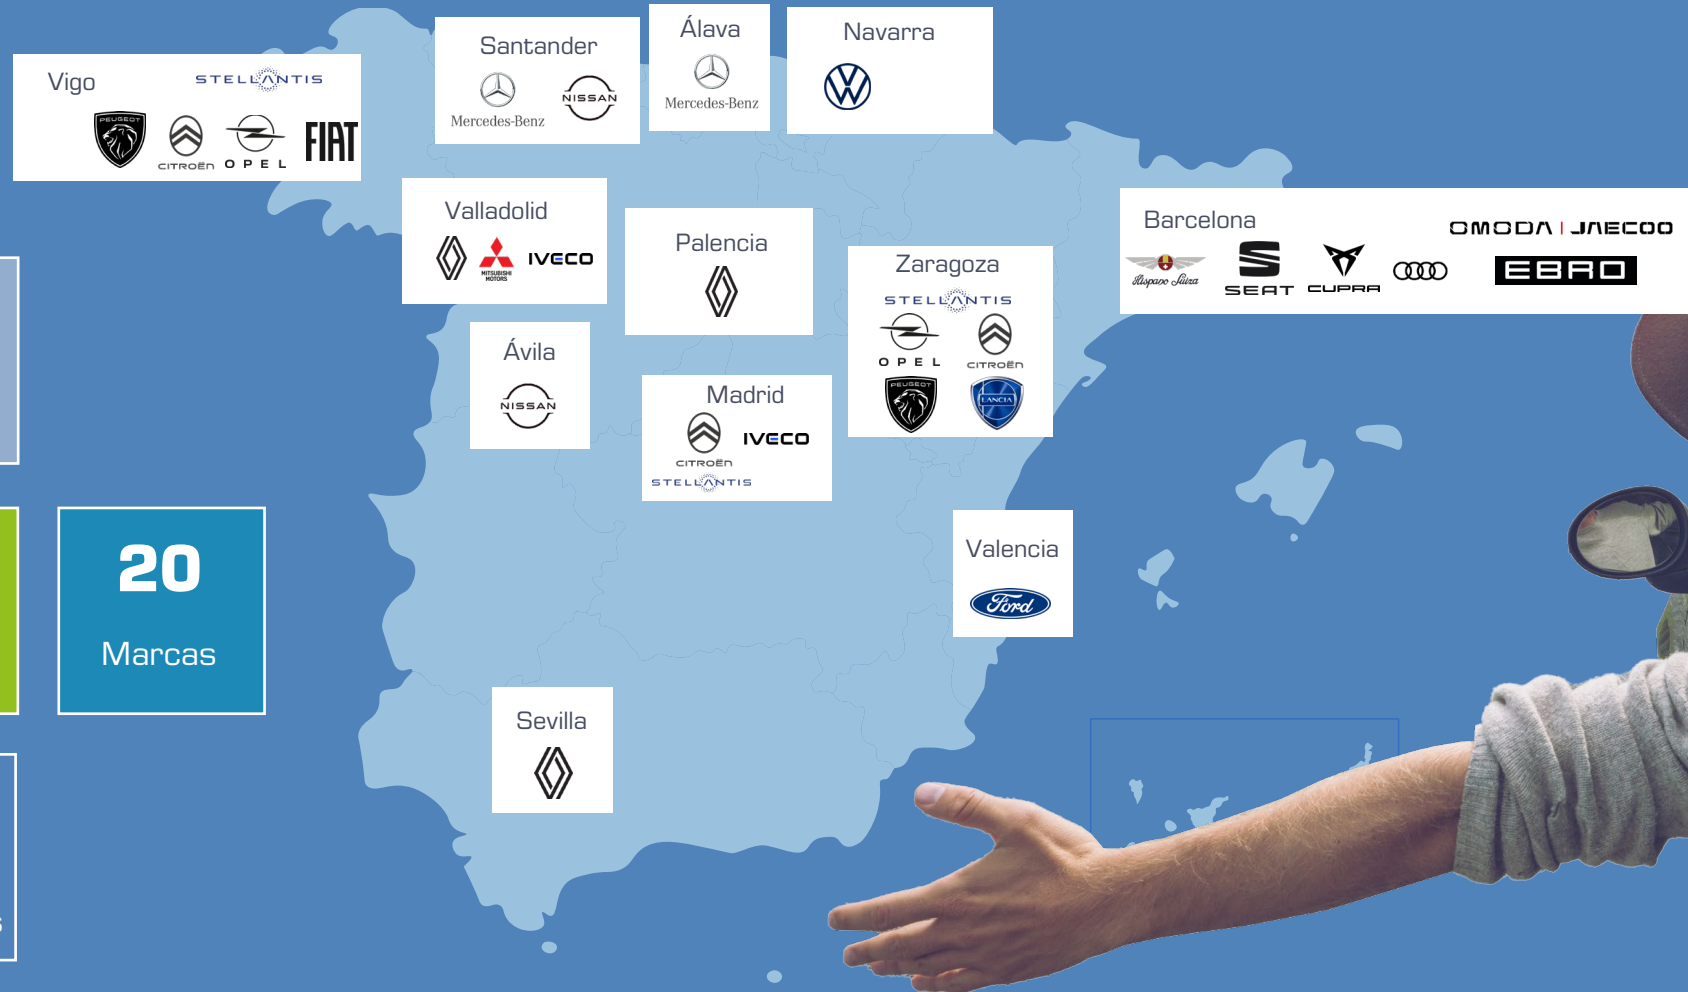 Vigo
STELLANTIS
PEUGEOT
CITROËN
OPEL
FIAT
Santander
Mercedes-Benz
NISSAN
Álava
Mercedes-Benz
Navarra
Valladolid
MITSUBISHI
MOTORS
IVECO
Palencia
Zaragoza
STELLANTIS
OPEL
CITROËN
PEUGEOT
LANCIA
Barcelona
OMODA | JAECOO
Hispano Suiza
SEAT
CUPRA
EBRO
Ávila
NISSAN
Madrid
CITROËN
IVECO
STELLANTIS
20
Marcas
Valencia
Ford
Sevilla